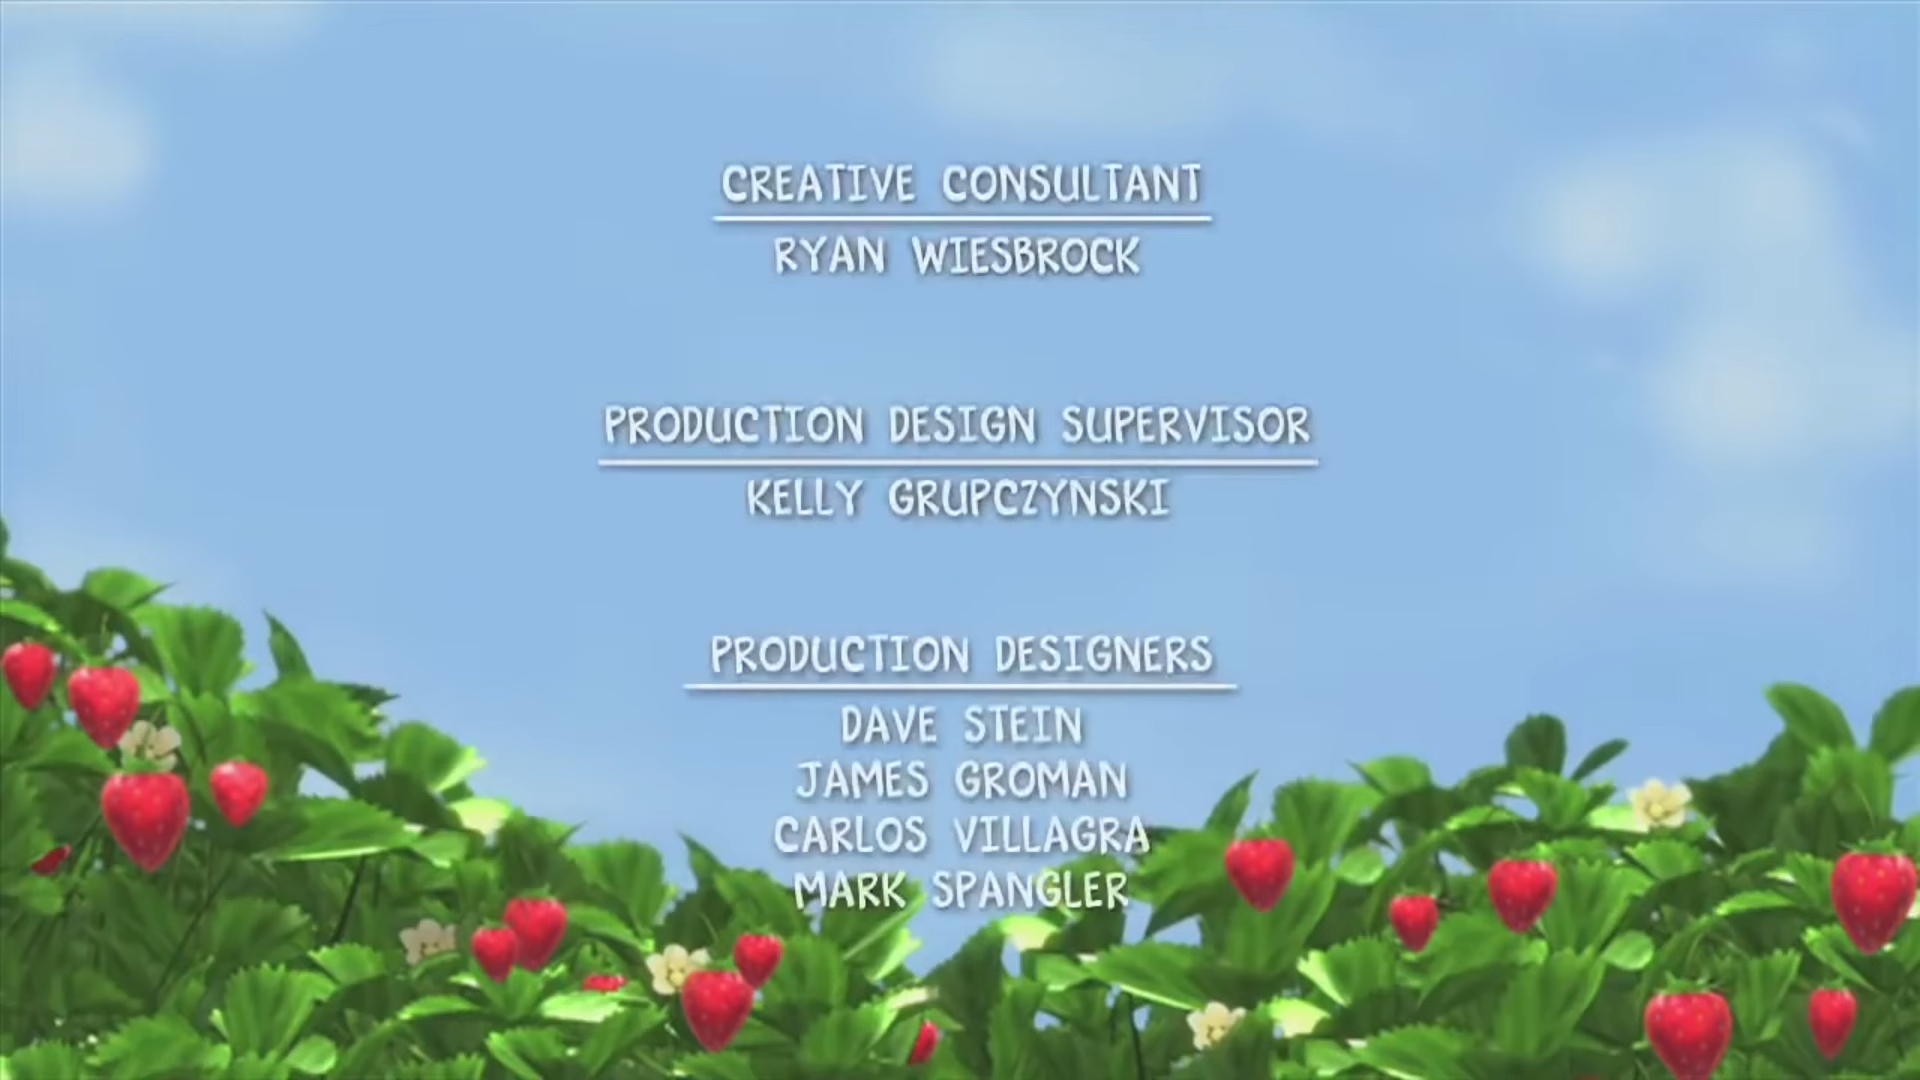 CREATIVE CONSULTANT
RYAN WIESBROCK
PRODUCTION DESIGN SUPERVISOR
KELLY GRUPCZYNSKI
PRODUCTION DESIGNERS
DAVE STEIN
JAMES GROMAN
CARLOS VILLAGRA
MARK SPANGLER